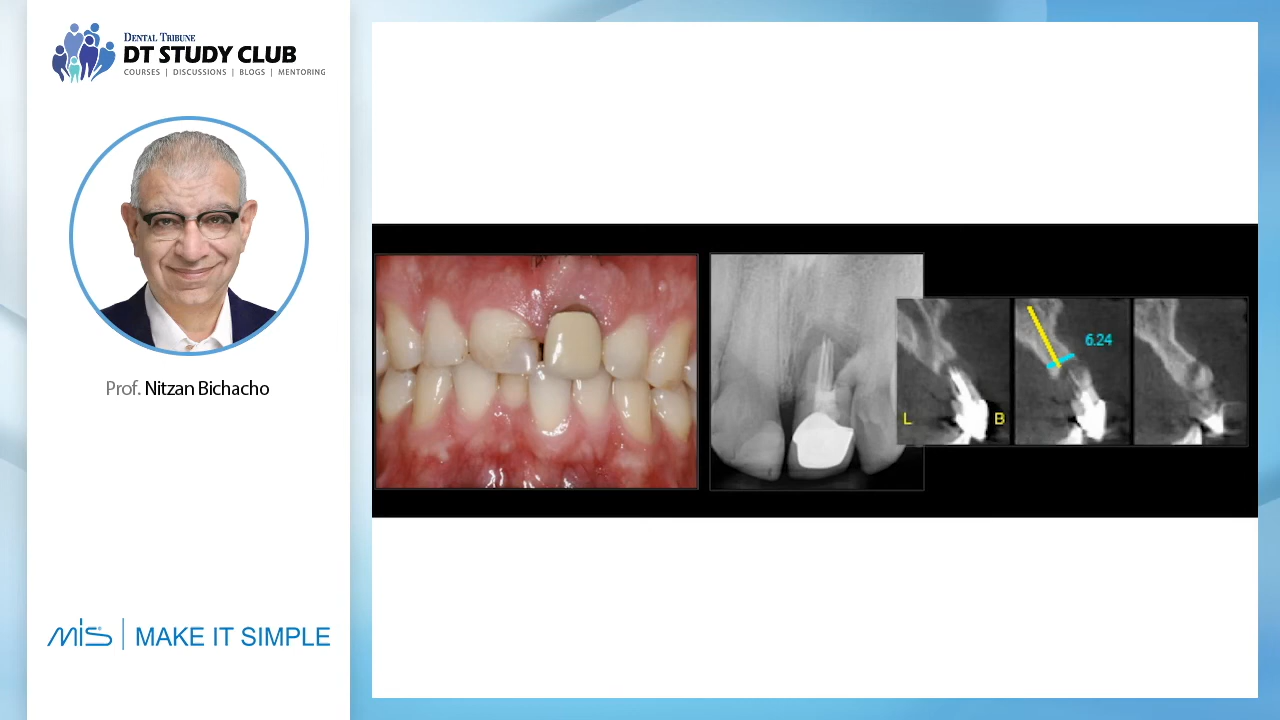 DENTAL TRIBUNE
DT STUDY CLUB
COURSES | DISCUSSIONS | BLOGS | MENTORING
Prof. Nitzan Bichacho
6.24
L
B
MIS® | MAKE IT SIMPLE